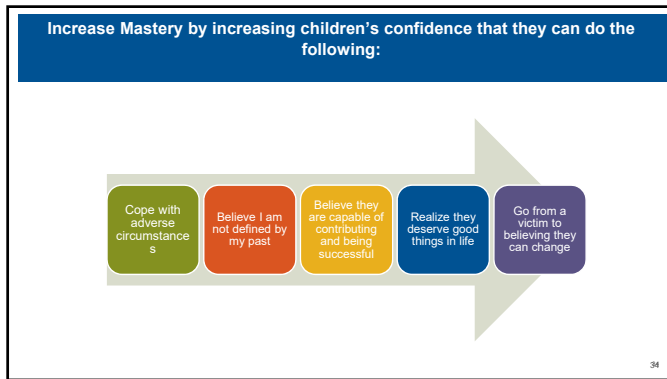 Increase Mastery by increasing children's confidence that they can do the
following:
Cope with
adverse
circumstance
s
Believe I am
not defined by
my past
Believe they
are capable of
contributing
and being
successful
Realize they
deserve good
things in life
Go from a
victim to
believing they
can change
34